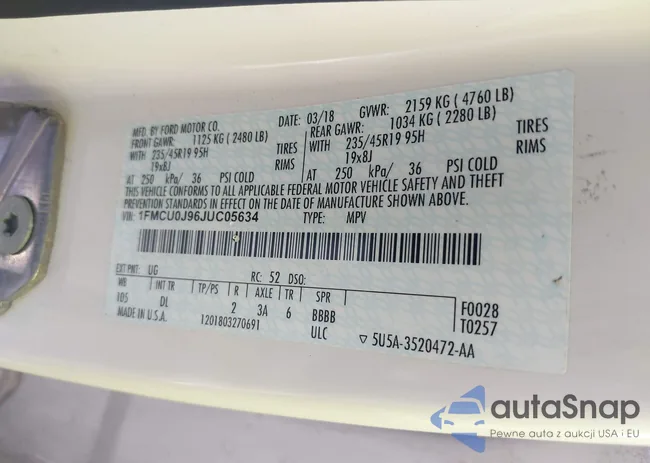 MFD. BY FORD MOTOR CO.
DATE: 03/18 GVWR: 2159 KG ( 4760 LB)
FRONT GAWR: 1125 KG ( 2480 LB) REAR GAWR: 1034 KG ( 2280 LB)
WITH 235/45R19 95H TIRES WITH 235/45R19 95H TIRES
19x8J RIMS 19x8J RIMS
AT 250 kPa/ 36 PSI COLD AT 250 kPa/ 36 PSI COLD
THIS VEHICLE CONFORMS TO ALL APPLICABLE FEDERAL MOTOR VEHICLE SAFETY AND THEFT
PREVENTION STANDARDS IN EFFECT ON THE DATE OF MANUFACTURE SHOWN ABOVE.
VIN: 1FMCU0J96JUC05634 TYPE: MPV
EXT PNT: UG RC: 52 DSO:
WB INT TR TP/PS R AXLE TR SPR
105 DL 2 3A 6 BBBB
F0028
T0257
MADE IN U.S.A. 1201803270691 ULC ▽ 5U5A-3520472-AA
autaSnap
Pewne auta z aukcji USA i EU